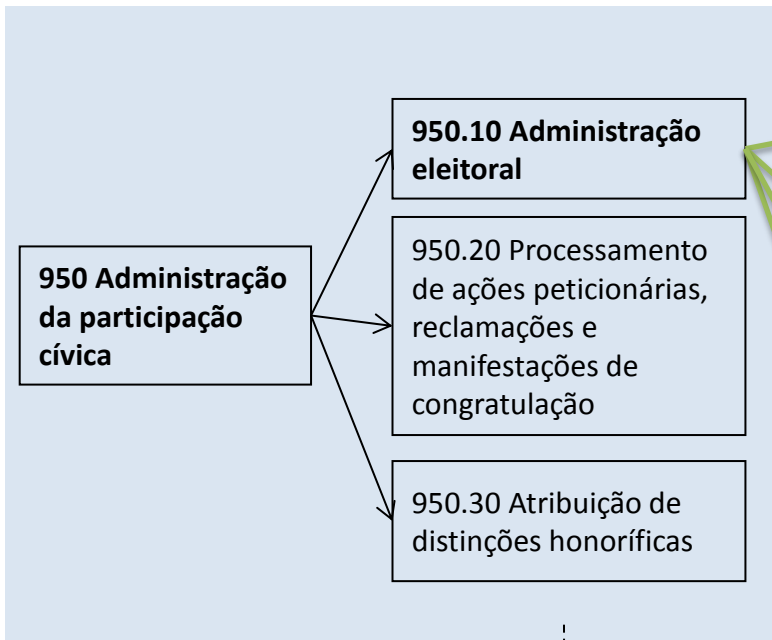 950.10 Administração
eleitoral
950 Administração
da participação
cívica
950.20 Processamento
de ações peticionárias,
reclamações e
manifestações de
congratulação
950.30 Atribuição de
distinções honoríficas